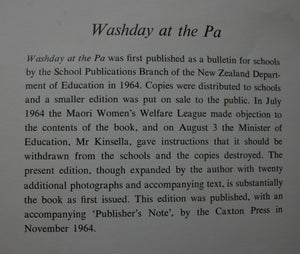 Washday at the Pa
Washday at the Pa was first published as a bulletin for schools
by the School Publications Branch of the New Zealand Depart-
ment of Education in 1964. Copies were distributed to schools
and a smaller edition was put on sale to the public. In July
1964 the Maori Women's Welfare League made objection
to the contents of the book, and on August 3 the Minister of
Education, Mr Kinsella, gave instructions that it should be
withdrawn from the schools and the copies destroyed. The
present edition, though expanded by the author with twenty
additional photographs and accompanying text, is substantially
the book as first issued. This edition was published, with an
accompanying 'Publisher's Note', by the Caxton Press in
November 1964.